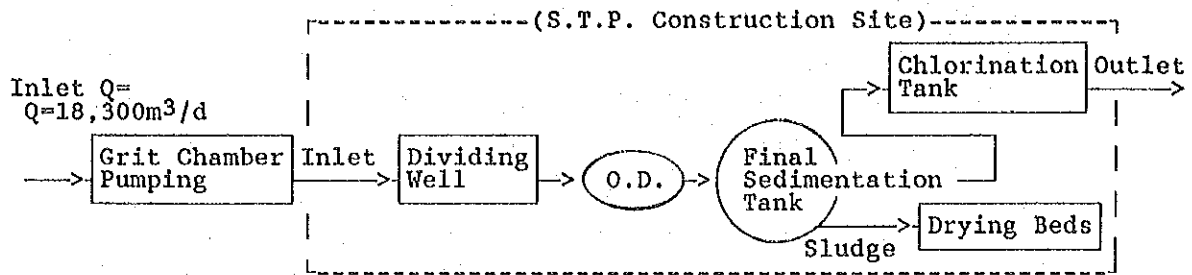 (S.T.P. Construction Site)
Inlet Q=
Q=18,300m³/d
Grit Chamber
Pumping
Inlet
Dividing
Well
O.D.
Final
Sedimentation
Tank
Chlorination
Tank
Outlet
Sludge
Drying Beds